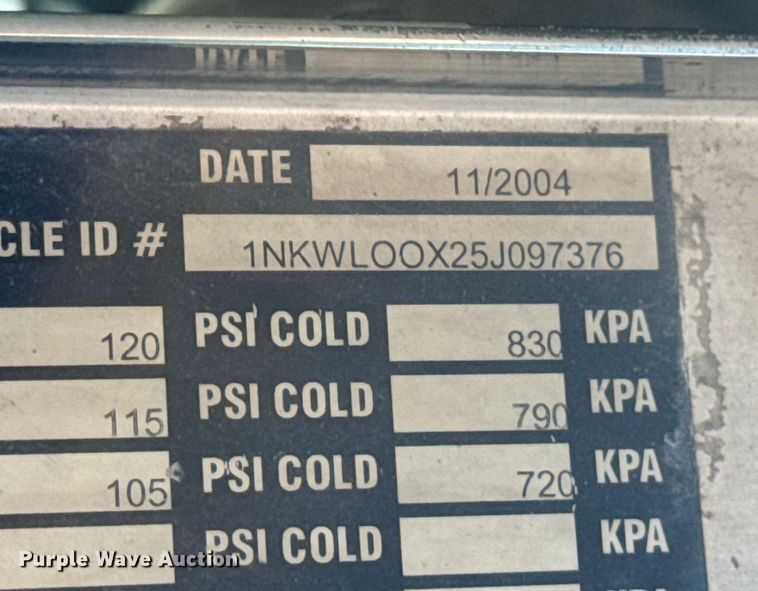 DATE 11/2004
CLE ID # 1NKWLOOX25J097376
120 PSI COLD 830 KPA
115 PSI COLD 790 KPA
105 PSI COLD 720 KPA
PSI COLD KPA
Purple Wave Auction